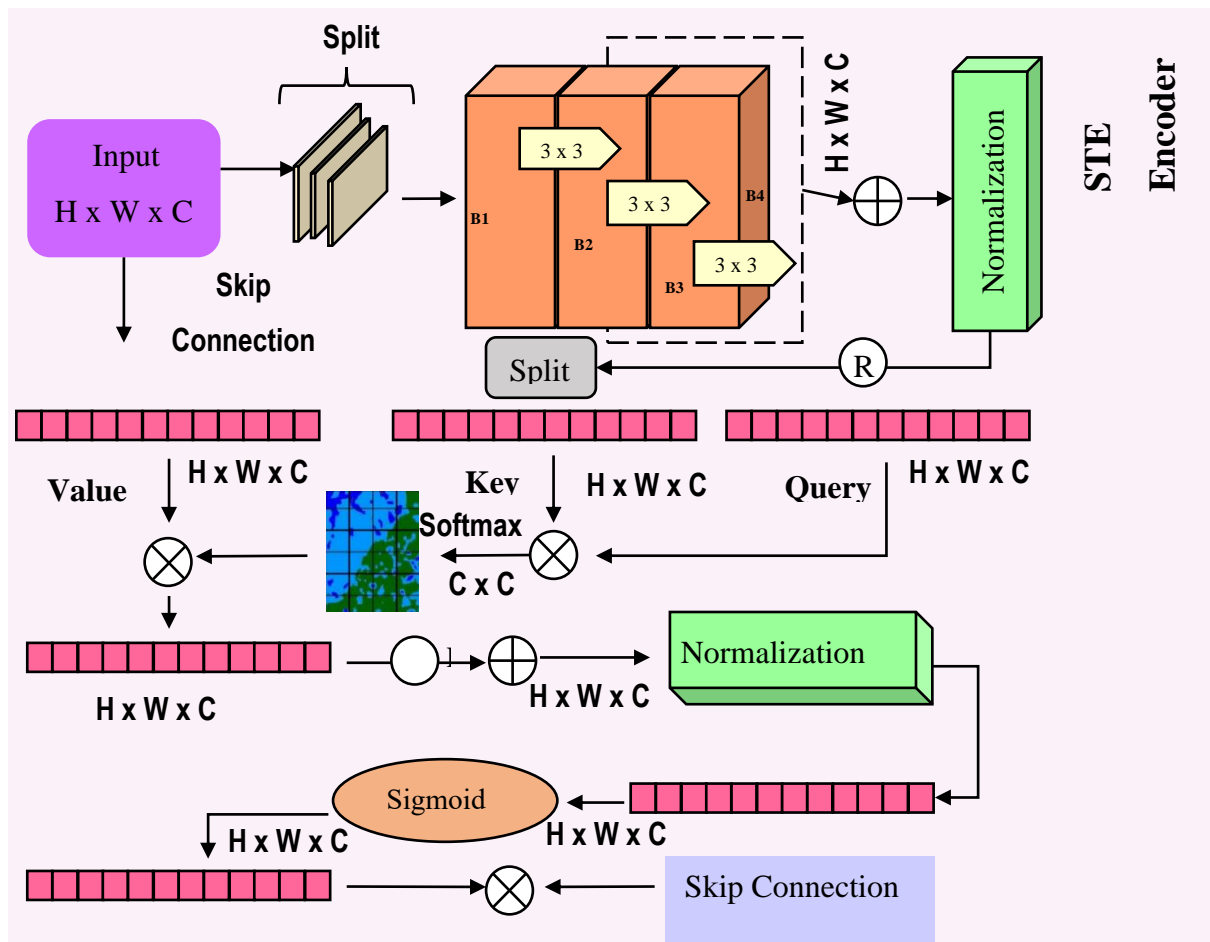 Split
Input
H x W x C
3 x 3
3 x 3
3 x 3
B1
B2
B3
B4
H x W x C
Normalization
STE
Encoder
Skip
Connection
Split
R
Value
H x W x C
Key
H x W x C
Query
H x W x C
Softmax
C x C
H x W x C
]
H x W x C
Normalization
Sigmoid
H x W x C
H x W x C
Skip Connection